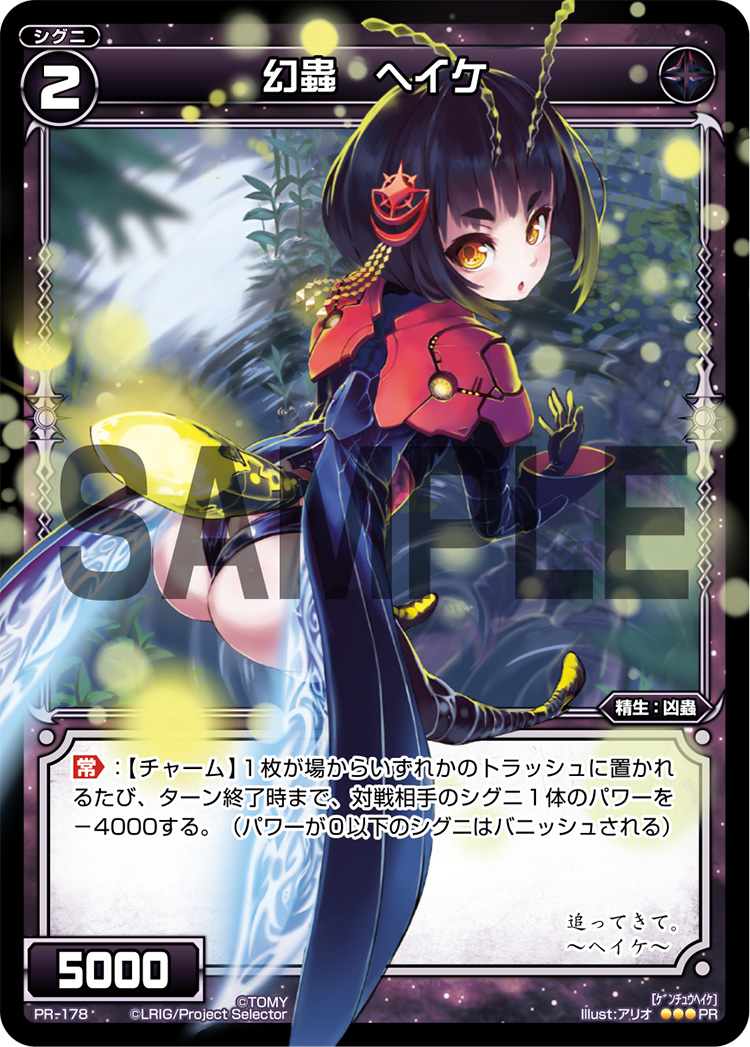 シグニ
2
幻蟲 ヘイケ
SAMPLE
精生:凶蟲
常:【チャーム】1枚が場からいずれかのトラッシュに置かれ
るたび、ターン終了時まで、対戦相手のシグニ1体のパワーを
-4000する。(パワーが0以下のシグニはバニッシュされる)
追ってきて。
~ヘイケ~
5000
©TOMY
[ゲンチュウヘイケ]
PR-178 ©LRIG/Project Selector Illust:アリオ PR